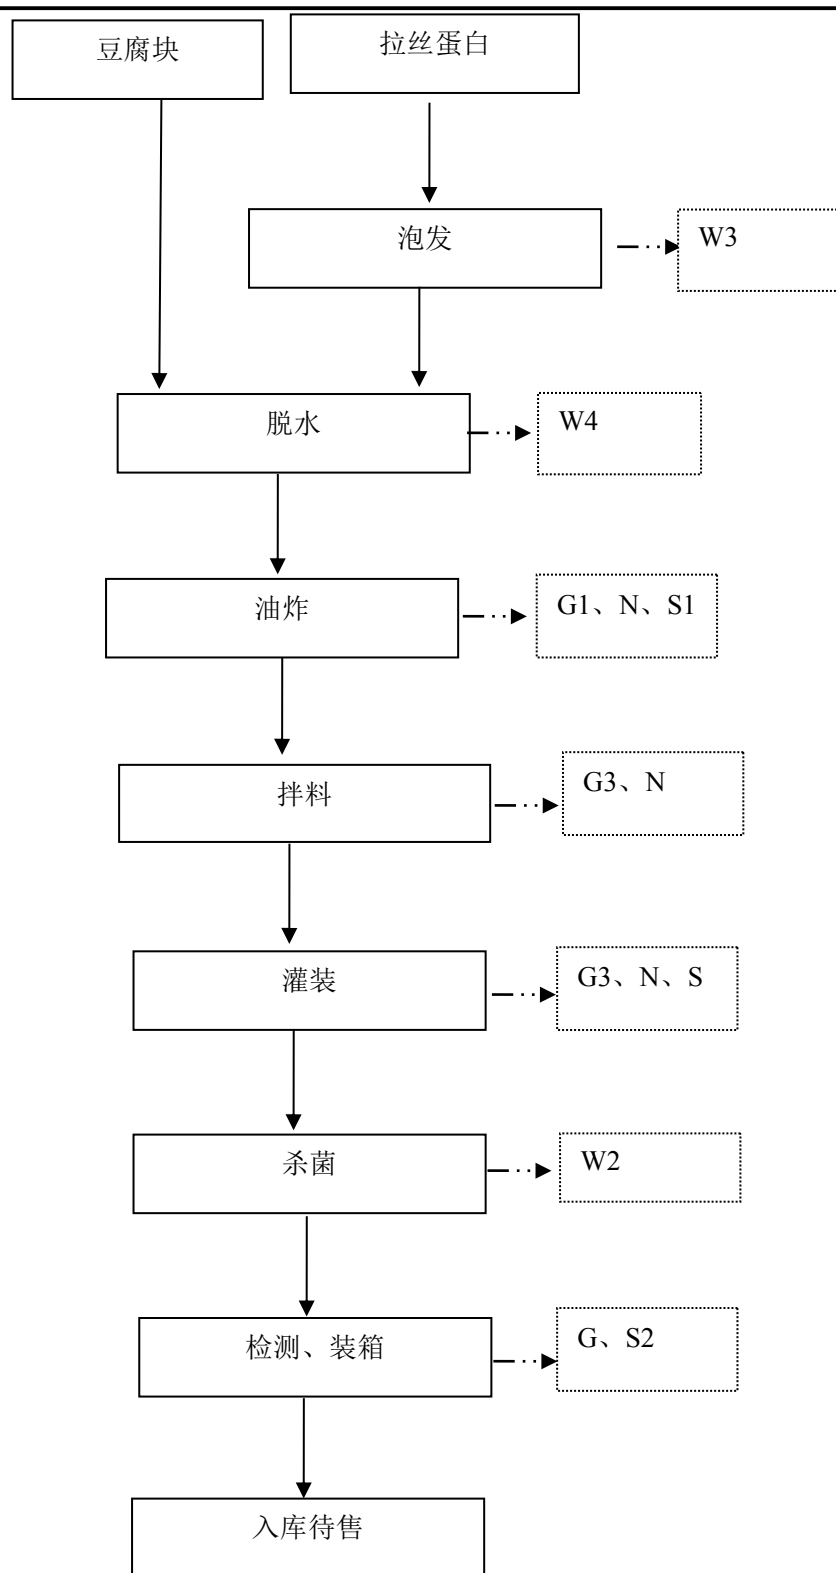 豆腐块
拉丝蛋白
泡发
W3
脱水
W4
油炸
G1、N、S1
拌料
G3、N
灌装
G3、N、S
杀菌
W2
检测、装箱
G、S2
入库待售